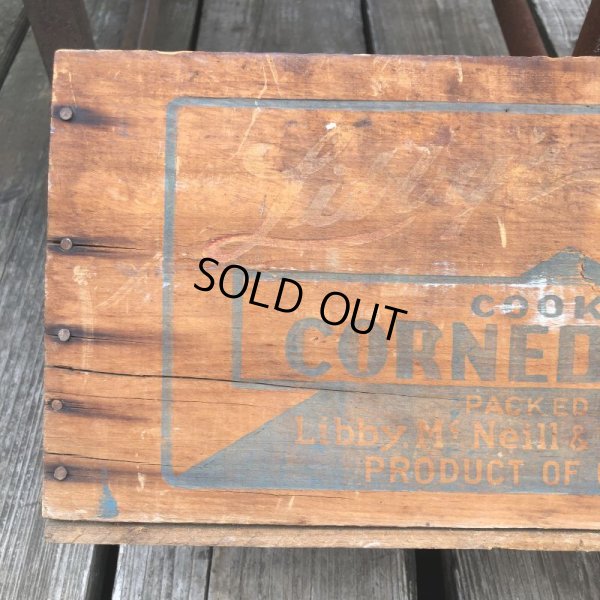 Libby's
SOLD OUT
COOK
CORNED
PACKED
Libby, McNeill &
PRODUCT OF